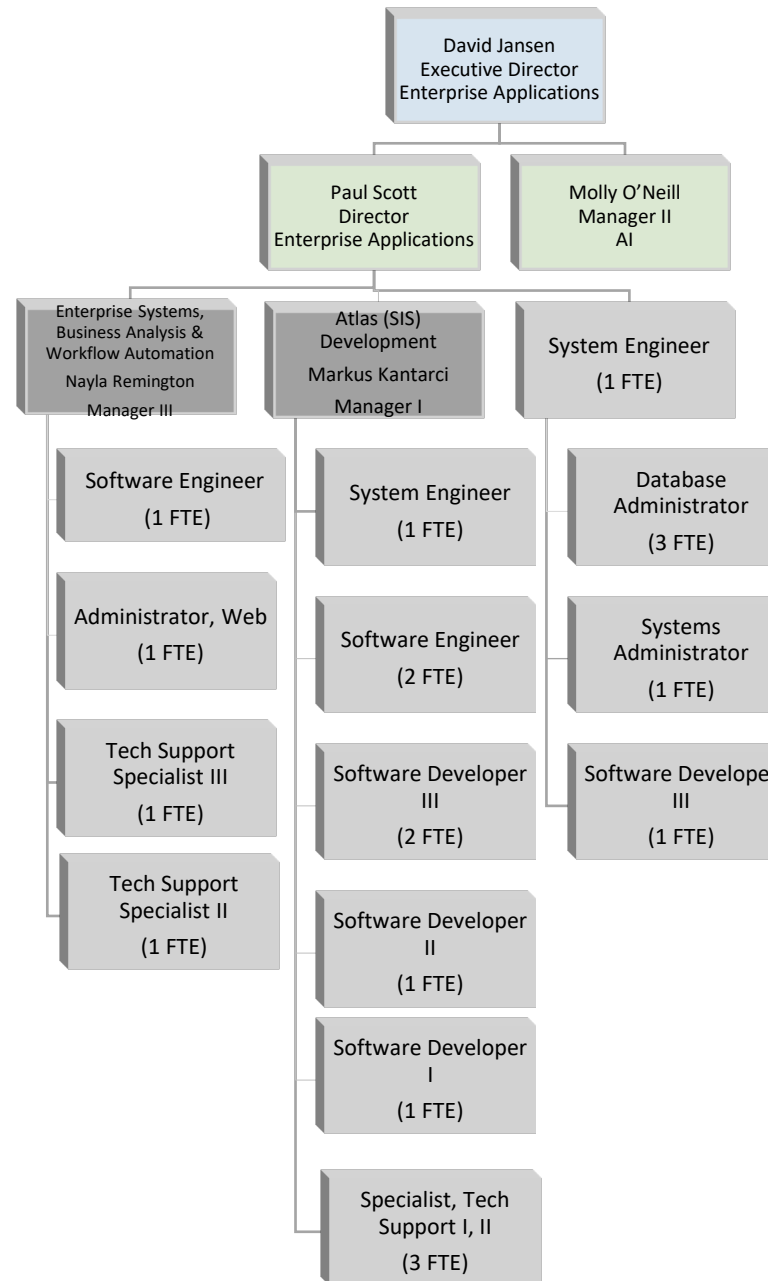 David Jansen
Executive Director
Enterprise Applications
Paul Scott
Director
Enterprise Applications
Molly O’Neill
Manager II
AI
Enterprise Systems,
Business Analysis &
Workflow Automation
Nayla Remington
Manager III
Atlas (SIS)
Development
Markus Kantarci
Manager I
System Engineer
(1 FTE)
Software Engineer
(1 FTE)
Administrator, Web
(1 FTE)
Tech Support
Specialist III
(1 FTE)
Tech Support
Specialist II
(1 FTE)
System Engineer
(1 FTE)
Software Engineer
(2 FTE)
Software Developer
III
(2 FTE)
Software Developer
II
(1 FTE)
Software Developer
I
(1 FTE)
Specialist, Tech
Support I, II
(3 FTE)
Database
Administrator
(3 FTE)
Systems
Administrator
(1 FTE)
Software Develope
III
(1 FTE)